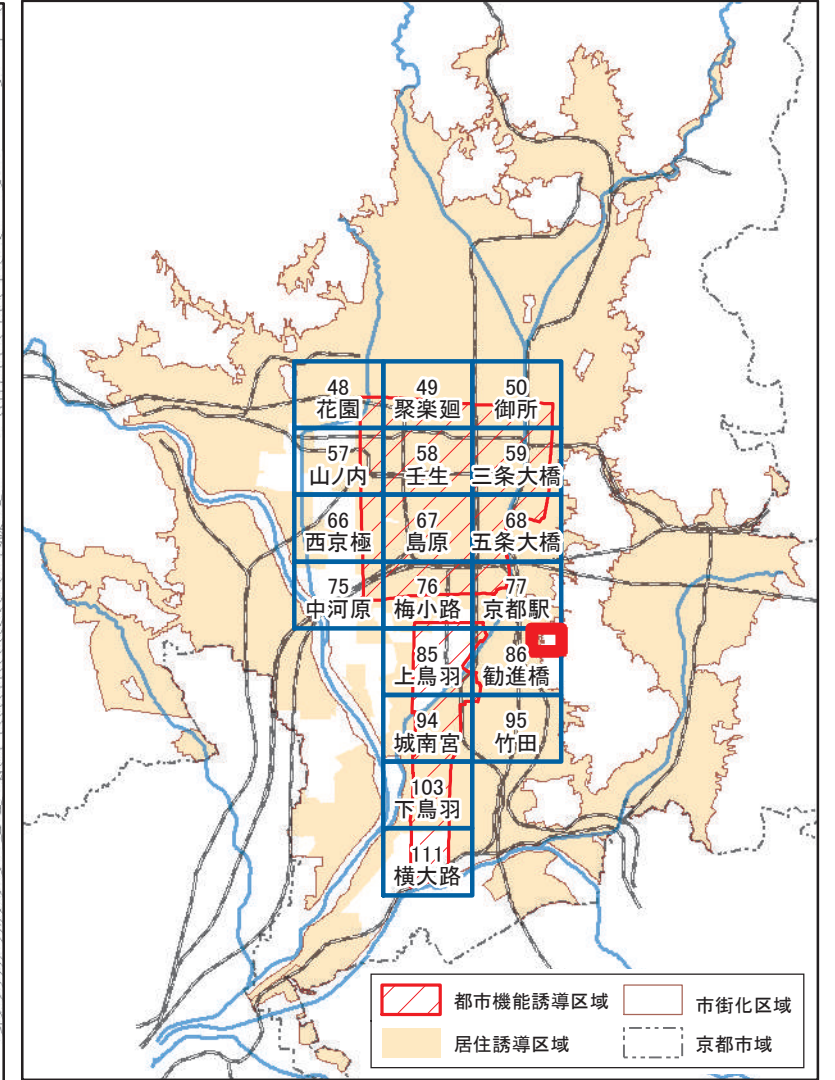 48
花園
49
聚楽廻
50
御所
57
山ノ内
58
壬生
59
三条大橋
66
西京極
67
島原
68
五条大橋
75
中河原
76
梅小路
77
京都駅
85
上鳥羽
86
勧進橋
94
城南宮
95
竹田
103
下鳥羽
111
横大路
都市機能誘導区域
市街化区域
居住誘導区域
京都市域